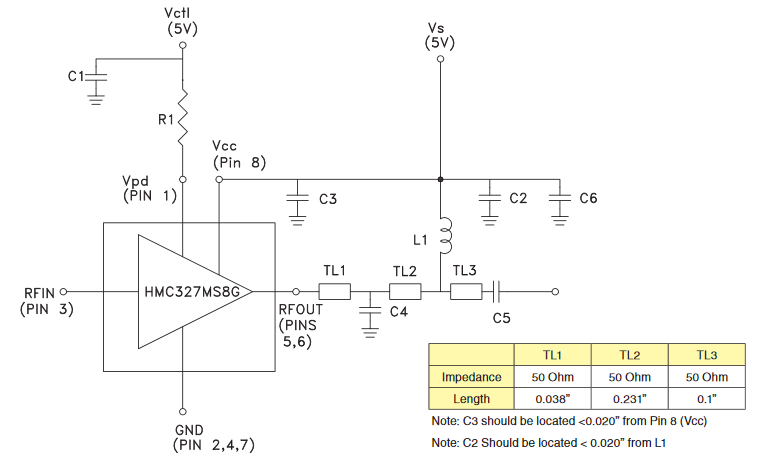 Vctl
(5V)
Vs
(5V)
C1
R1
Vcc
(Pin 8)
Vpd
(PIN 1)
C3
C2
C6
L1
TL1
TL2
TL3
RFIN
(PIN 3)
HMC327MS8G
RFOUT
(PINS
5,6)
C4
C5
GND
(PIN 2,4,7)
TL1 TL2 TL3
Impedance 50 Ohm 50 Ohm 50 Ohm
Length 0.038” 0.231” 0.1”
Note: C3 should be located <0.020” from Pin 8 (Vcc)
Note: C2 Should be located < 0.020” from L1